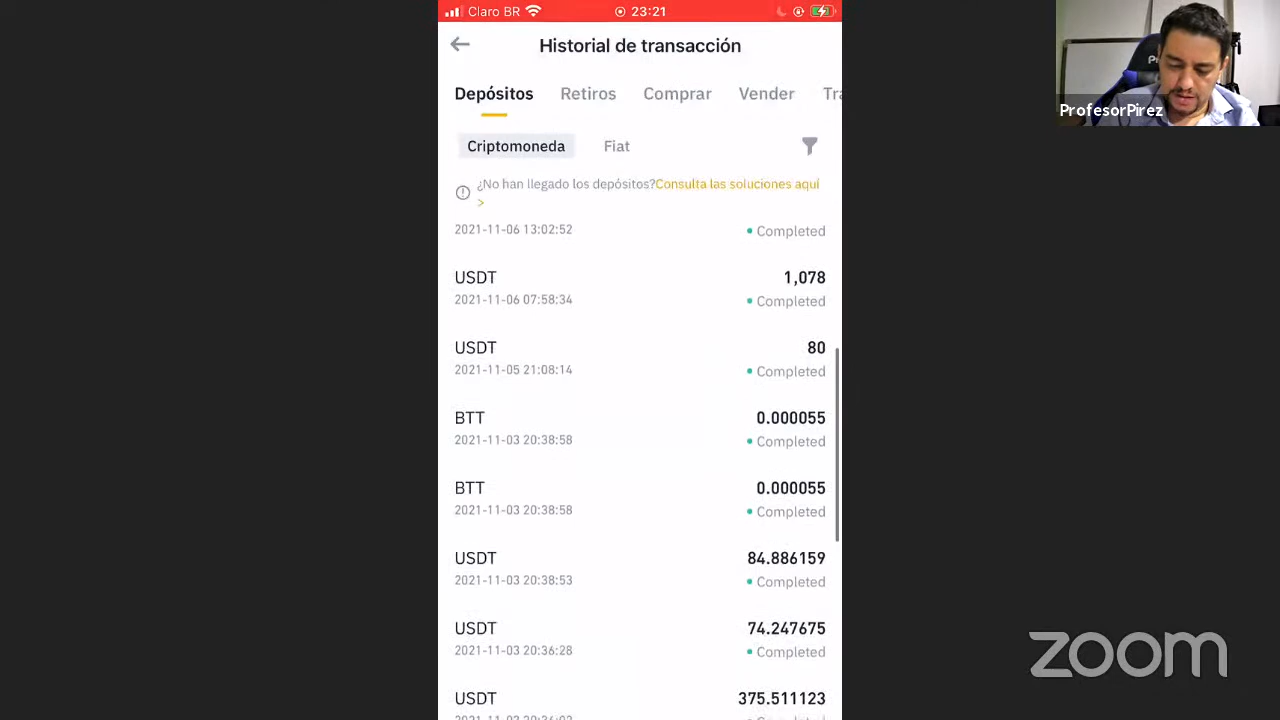 Claro BR
23:21
Historial de transacción
Depósitos Retiros Comprar Vender Tra
Criptomoneda Fiat
¿No han llegado los depósitos?Consulta las soluciones aquí
>
2021-11-06 13:02:52 Completed
USDT 1,078
2021-11-06 07:58:34 Completed
USDT 80
2021-11-05 21:08:14 Completed
BTT 0.000055
2021-11-03 20:38:58 Completed
BTT 0.000055
2021-11-03 20:38:58 Completed
USDT 84.886159
2021-11-03 20:38:53 Completed
USDT 74.247675
2021-11-03 20:36:28 Completed
USDT 375.511123
ProfesorPirez
zoom